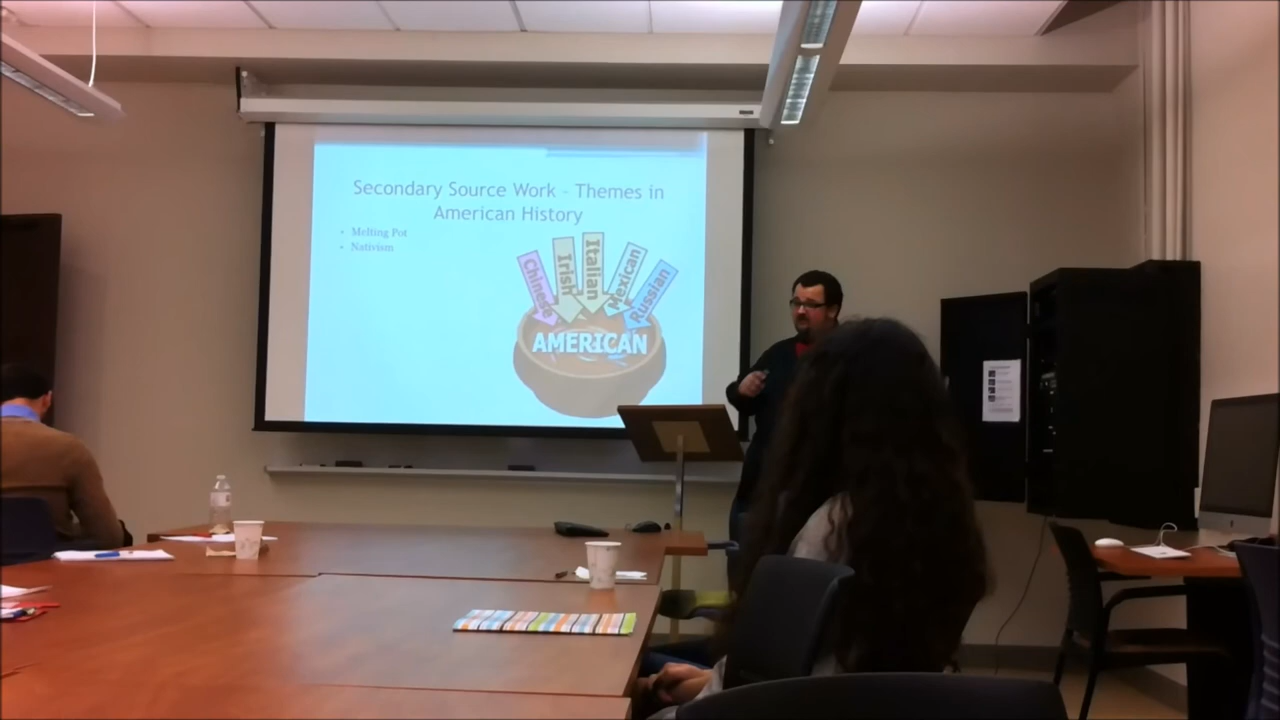 Secondary Source Work - Themes in
American History
• Melting Pot
• Nativism
Chinese
Irish
Italian
Mexican
Russian
AMERICAN